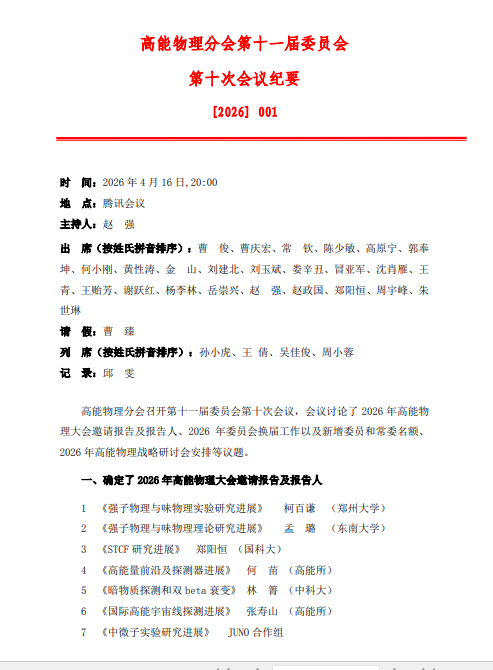 高能物理分会第十一届委员会
第十次会议纪要
[2026] 001
时　间：2026 年 4 月 16 日,20:00
地　点：腾讯会议
主持人：赵　强
出　席（按姓氏拼音排序）：曹　俊、曹庆宏、常　钦、陈少敏、高原宁、郭奉
坤、何小刚、黄性涛、金　山、刘建北、刘玉斌、娄辛丑、冒亚军、沈肖雁、王
青、王贻芳、谢跃红、杨李林、岳崇兴、赵　强、赵政国、郑阳恒、周宇峰、朱
世琳
请　假：曹　臻
列　席（按姓氏拼音排序）：孙小虎、王 倩、吴佳俊、周小蓉
记　录：邱　雯
高能物理分会召开第十一届委员会第十次会议，会议讨论了 2026 年高能物
理大会邀请报告及报告人、2026 年委员会换届工作以及新增委员和常委名额、
2026 年高能物理战略研讨会安排等议题。
一、确定了 2026 年高能物理大会邀请报告及报告人
1 《强子物理与味物理实验研究进展》 柯百谦 （郑州大学）
2 《强子物理与味物理理论研究进展》 孟　璐 （东南大学）
3 《STCF 研究进展》 郑阳恒 （国科大）
4 《高能量前沿及探测器进展》 何　苗 （高能所）
5 《暗物质探测和双 beta 衰变》 林　箐 （中科大）
6 《国际高能宇宙线探测进展》 张寿山 （高能所）
7 《中微子实验研究进展》 JUNO 合作组